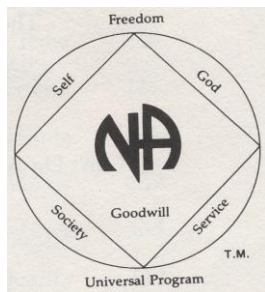 Freedom
Self
God
NA
Goodwill
Society
Service
T.M.
Universal Program